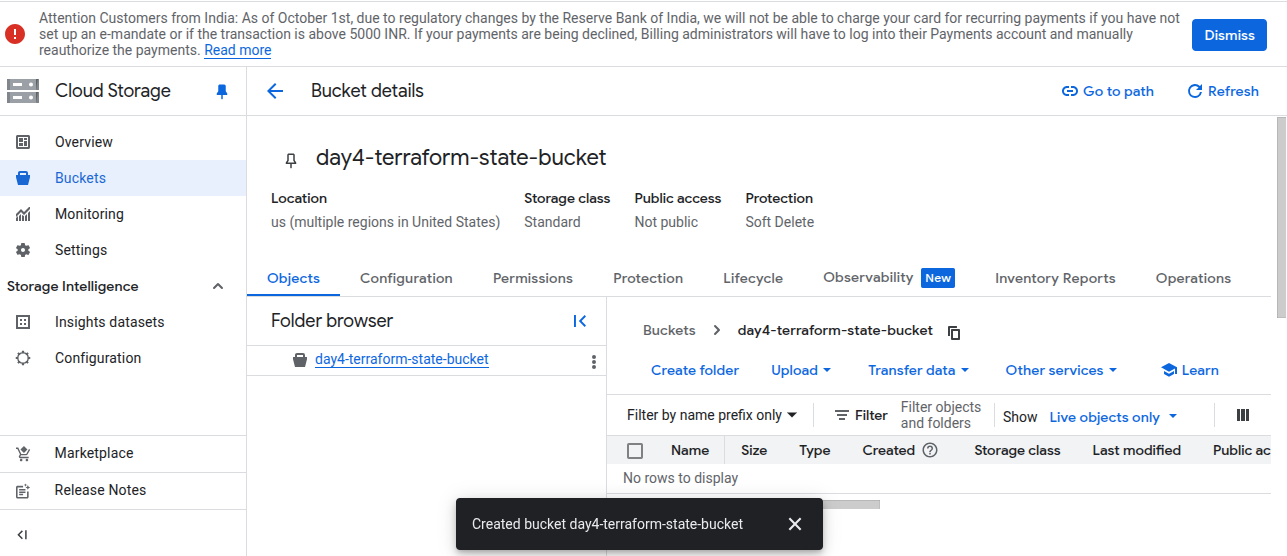 Attention Customers from India: As of October 1st, due to regulatory changes by the Reserve Bank of India, we will not be able to charge your card for recurring payments if you have not
set up an e-mandate or if the transaction is above 5000 INR. If your payments are being declined, Billing administrators will have to log into their Payments account and manually
reauthorize the payments. Read more
Dismiss
Cloud Storage
Bucket details
Go to path
Refresh
Overview
Buckets
Monitoring
Settings
Storage Intelligence
Insights datasets
Configuration
Marketplace
Release Notes
day4-terraform-state-bucket
Location Storage class Public access Protection
us (multiple regions in United States) Standard Not public Soft Delete
Objects Configuration Permissions Protection Lifecycle Observability New Inventory Reports Operations
Folder browser
day4-terraform-state-bucket
Buckets > day4-terraform-state-bucket
Create folder Upload Transfer data Other services Learn
Filter by name prefix only Filter Filter objects
and folders Show Live objects only
Name Size Type Created Storage class Last modified Public ac
No rows to display
Created bucket day4-terraform-state-bucket